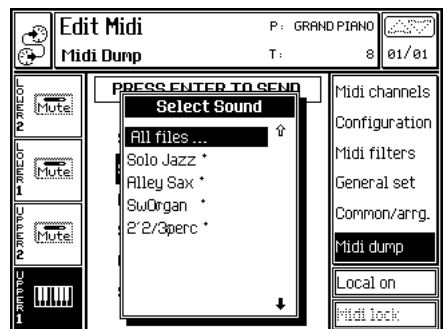 Edit Midi
P: GRAND PIANO
Midi Dump
T: 8
01/01
LOWER 2
Mute
LOWER 1
Mute
UPPER 2
Mute
UPPER 1
PRESS ENTER TO SEND
Select Sound
All files ...
Solo Jazz *
Alley Sax *
SwOrgan *
2'2/3perc *
Midi channels
Configuration
Midi filters
General set
Common/arrg.
Midi dump
Local on
Midi lock